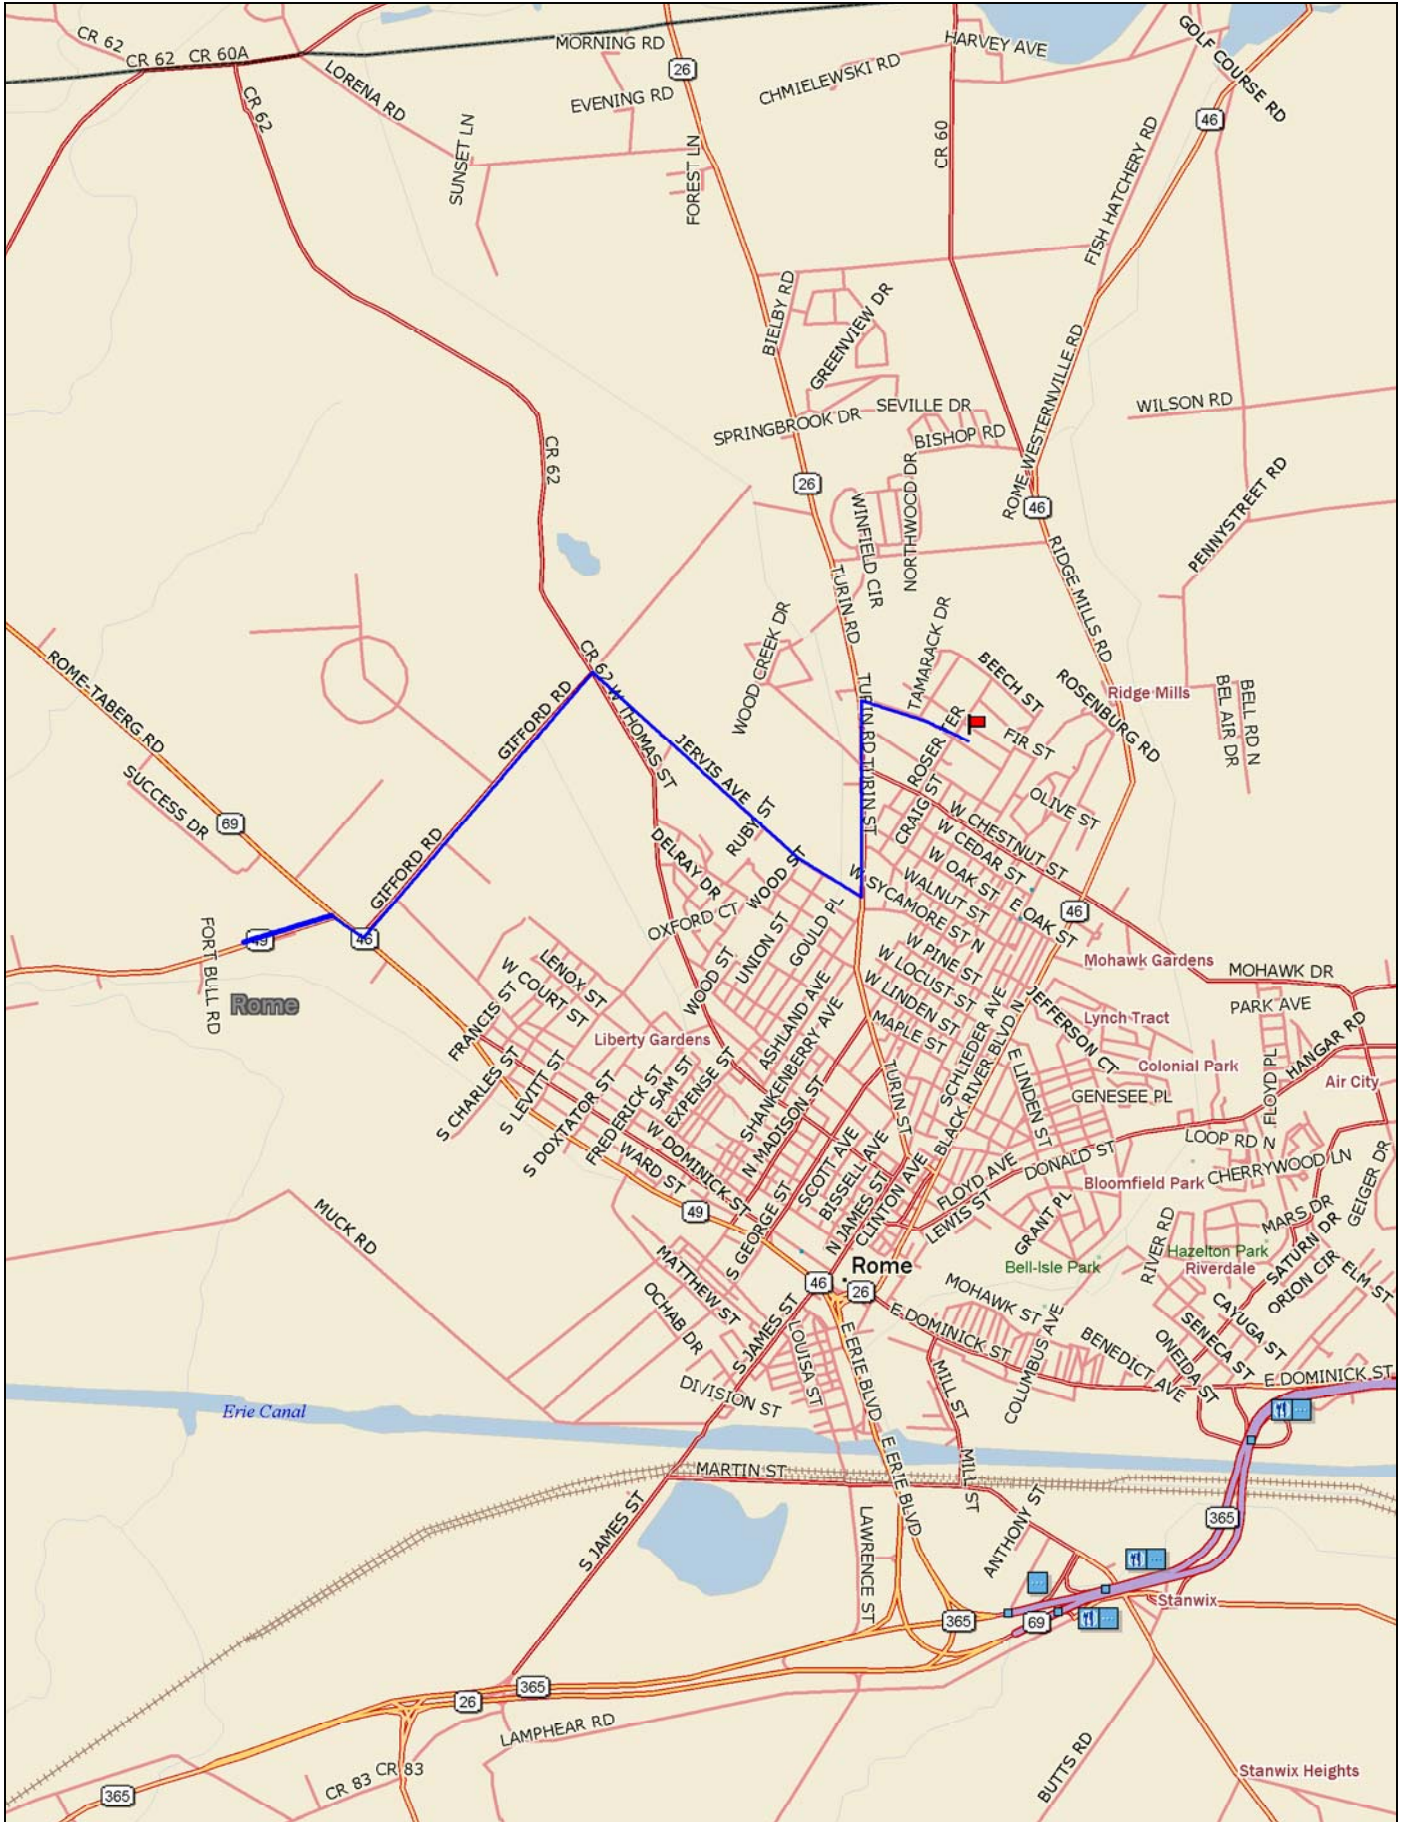 CR 62
CR 62
CR 60A
MORNING RD
HARVEY AVE
GOLF COURSE RD
26
LORENA RD
CHMIELEWSKI RD
CR 62
EVENING RD
46
SUNSET LN
FOREST LN
CR 60
FISH HATCHERY RD
BIELBY RD
GREENVIEW DR
ROME WESTERNVILLE RD
SEVILLE DR
WILSON RD
SPRINGBROOK DR
BISHOP RD
CR 62
26
NORTHWOOD DR
WINFIELD CIR
46
PENNYSTREET RD
RIDGE MILLS RD
TURIN RD
WOOD CREEK DR
TAMARACK DR
BEECH ST
ROSENBURG RD
Ridge Mills
BELL RD N
BEL AIR DR
ROME-TABERG RD
CR 62
W THOMAS ST
GIFFORD RD
TURIN RD
TURIN ST
ROSER TER
FIR ST
JERVIS AVE
SUCCESS DR
69
RUBY ST
CRAIG ST
OLIVE ST
W CHESTNUT ST
W CEDAR ST
GIFFORD RD
DELRAY DR
WOOD ST
W OAK ST
E OAK ST
WALNUT ST
W SYCAMORE ST N
46
OXFORD CT
UNION ST
GOULD PL
49
46
FORT BULL RD
LENOX ST
W COURT ST
WOOD ST
W PINE ST
W LOCUST ST
W LINDEN ST
Mohawk Gardens
MOHAWK DR
Rome
FRANCIS ST
Liberty Gardens
ASHLAND AVE
SHANKENBERRY AVE
MAPLE ST
SCHLIEDER AVE
BLACK RIVER BLVD N
JEFFERSON CT
Lynch Tract
PARK AVE
HANGAR RD
S CHARLES ST
S LEVITT ST
S DOXTATOR ST
FREDERICK ST
SAM ST
EXPENSE ST
N MADISON ST
TURIN ST
E LINDEN ST
Colonial Park
FLOYD PL
Air City
GENESEE PL
W DOMINICK ST
WARD ST
SCOTT AVE
BISSELL AVE
N JAMES ST
CLINTON AVE
FLOYD AVE
DONALD ST
LOOP RD N
CHERRYWOOD LN
GEIGER DR
Bloomfield Park
LEWIS ST
GRANT PL
MUCK RD
49
S GEORGE ST
RIVER RD
MARS DR
Hazelton Park
Riverdale
SATURN DR
ORION CIR
ELM ST
Rome
Bell-Isle Park
MATTHEW ST
46
26
OCHAB DR
S JAMES ST
LOUISA ST
E ERIE BLVD
E DOMINICK ST
MOHAWK ST
COLUMBUS AVE
BENEDICT AVE
CAYUGA ST
SENECA ST
ONEIDA ST
E DOMINICK ST
DIVISION ST
MILL ST
Erie Canal
E ERIE BLVD
MILL ST
MARTIN ST
S JAMES ST
LAWRENCE ST
ANTHONY ST
365
Stanwix
365
69
365
26
LAMPHEAR RD
CR 83
CR 83
365
BUTTS RD
Stanwix Heights